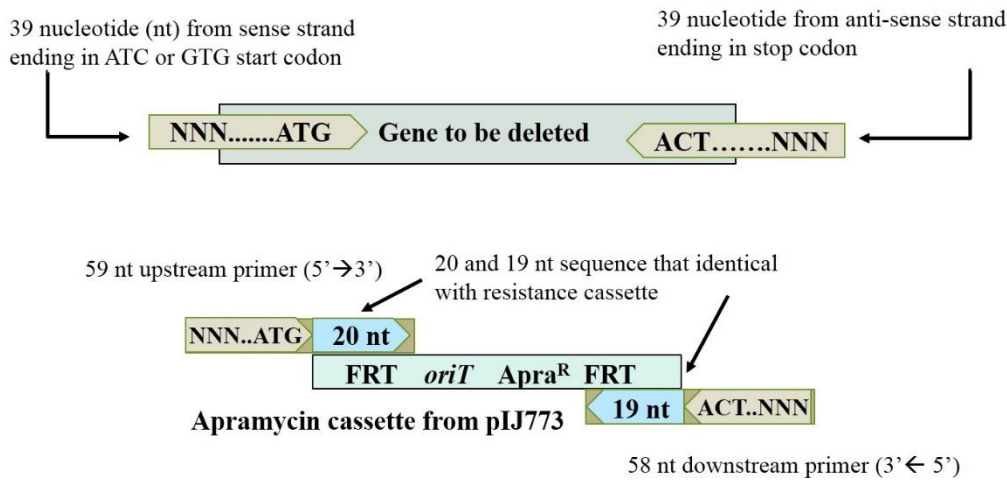 39 nucleotide (nt) from sense strand
ending in ATC or GTG start codon
39 nucleotide from anti-sense strand
ending in stop codon
NNN.......ATG
Gene to be deleted
ACT.......NNN
59 nt upstream primer (5’→3’)
20 and 19 nt sequence that identical
with resistance cassette
NNN..ATG
20 nt
FRT oriT Apraᴿ FRT
Apramycin cassette from pIJ773
19 nt
ACT..NNN
58 nt downstream primer (3’← 5’)